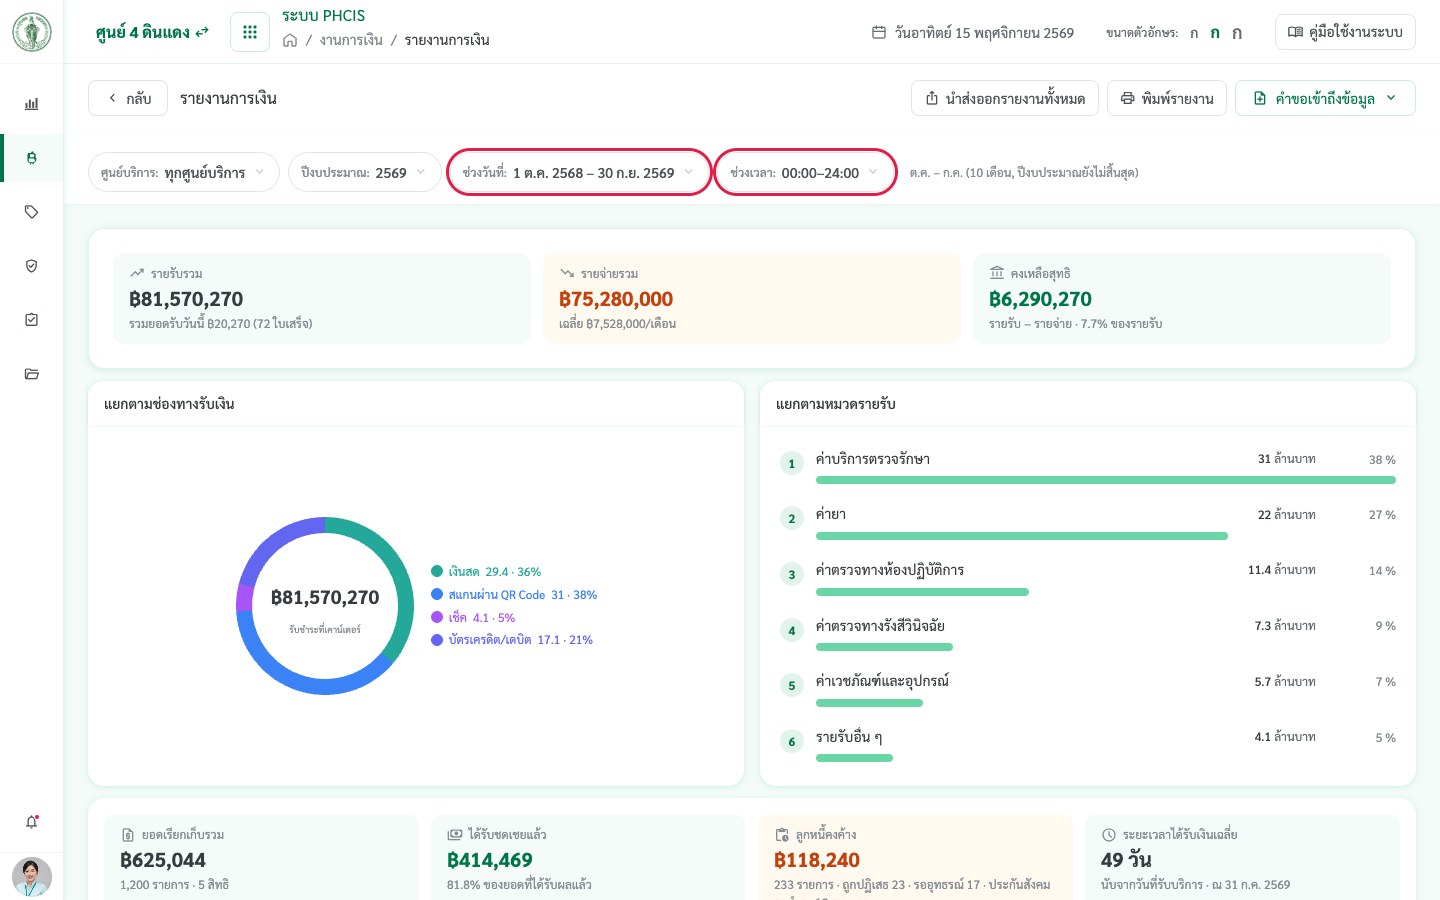 ศูนย์ 4 ดินแดง
ระบบ PHCIS
งานการเงิน / รายงานการเงิน
วันอาทิตย์ 15 พฤศจิกายน 2569
ขนาดตัวอักษร: ก ก ก
คู่มือใช้งานระบบ
กลับ
รายงานการเงิน
นำส่งออกรายงานทั้งหมด
พิมพ์รายงาน
คำขอเข้าถึงข้อมูล
ศูนย์บริการ: ทุกศูนย์บริการ
ปีงบประมาณ: 2569
ช่วงวันที่: 1 ต.ค. 2568 – 30 ก.ย. 2569
ช่วงเวลา: 00:00–24:00
ต.ค. – ก.ค. (10 เดือน, ปีงบประมาณยังไม่สิ้นสุด)
รายรับรวม
฿81,570,270
รวมยอดรับวันนี้ ฿20,270 (72 ใบเสร็จ)
รายจ่ายรวม
฿75,280,000
เฉลี่ย ฿7,528,000/เดือน
คงเหลือสุทธิ
฿6,290,270
รายรับ – รายจ่าย · 7.7% ของรายรับ
แยกตามช่องทางรับเงิน
฿81,570,270
รับชำระที่เคาน์เตอร์
เงินสด 29.4 · 36%
สแกนผ่าน QR Code 31 · 38%
เช็ค 4.1 · 5%
บัตรเครดิต/เดบิต 17.1 · 21%
แยกตามหมวดรายรับ
1 ค่าบริการตรวจรักษา 31 ล้านบาท 38 %
2 ค่ายา 22 ล้านบาท 27 %
3 ค่าตรวจทางห้องปฏิบัติการ 11.4 ล้านบาท 14 %
4 ค่าตรวจทางรังสีวินิจฉัย 7.3 ล้านบาท 9 %
5 ค่าเวชภัณฑ์และอุปกรณ์ 5.7 ล้านบาท 7 %
6 รายรับอื่น ๆ 4.1 ล้านบาท 5 %
ยอดเรียกเก็บรวม
฿625,044
1,200 รายการ · 5 สิทธิ
ได้รับชดเชยแล้ว
฿414,469
81.8% ของยอดที่ได้รับผลแล้ว
ลูกหนี้คงค้าง
฿118,240
233 รายการ · ถูกปฏิเสธ 23 · รออุทธรณ์ 17 · ประกันสังคม
ระยะเวลาได้รับเงินเฉลี่ย
49 วัน
นับจากวันที่รับบริการ · ณ 31 ก.ค. 2569